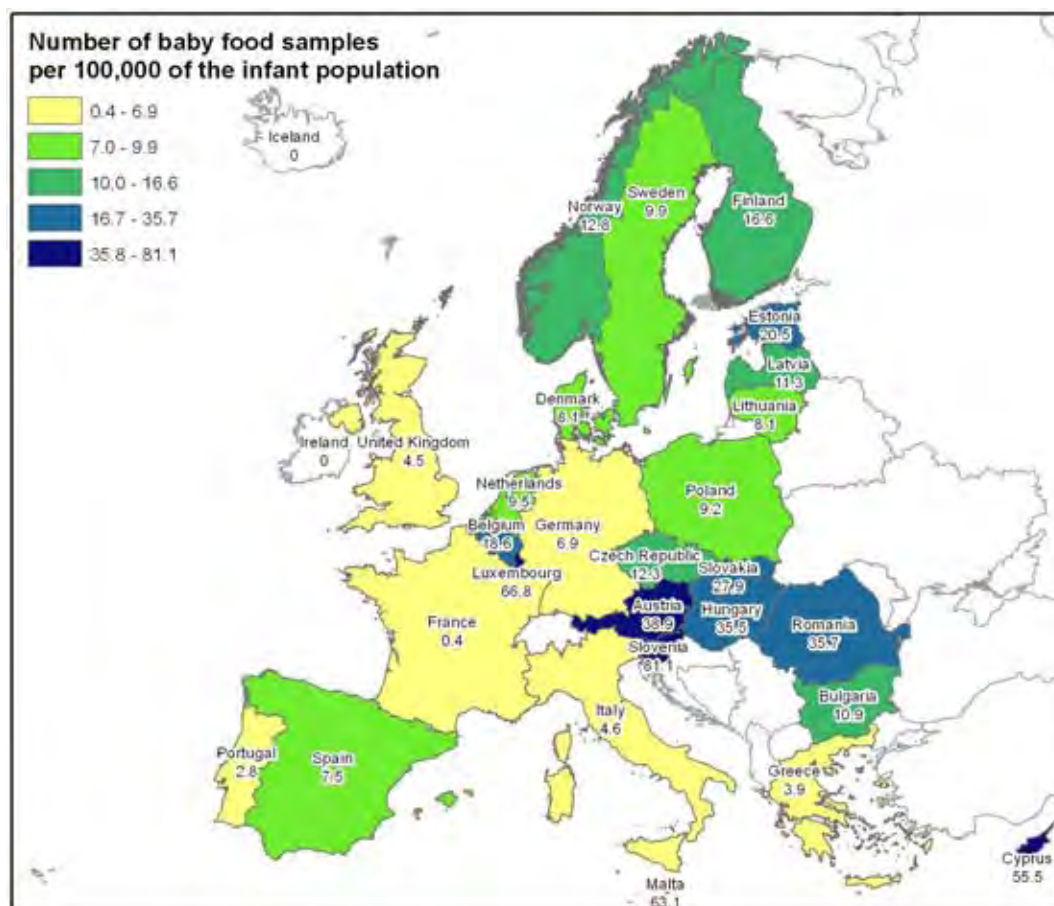 Number of baby food samples
per 100,000 of the infant population
0.4 - 6.9
7.0 - 9.9
10.0 - 16.6
16.7 - 35.7
35.8 - 81.1
Iceland
0
Norway
12.8
Sweden
9.9
Finland
16.6
Estonia
20.5
Latvia
11.3
Lithuania
8.1
Denmark
8.1
Ireland
0
United Kingdom
4.5
Netherlands
9.5
Belgium
18.6
Luxembourg
66.8
Germany
6.9
Poland
9.2
Czech Republic
12.3
Slovakia
27.9
Austria
38.9
Hungary
35.5
Romania
35.7
Slovenia
81.1
France
0.4
Bulgaria
10.9
Italy
4.6
Portugal
2.8
Spain
7.5
Greece
3.9
Cyprus
55.5
Malta
63.1